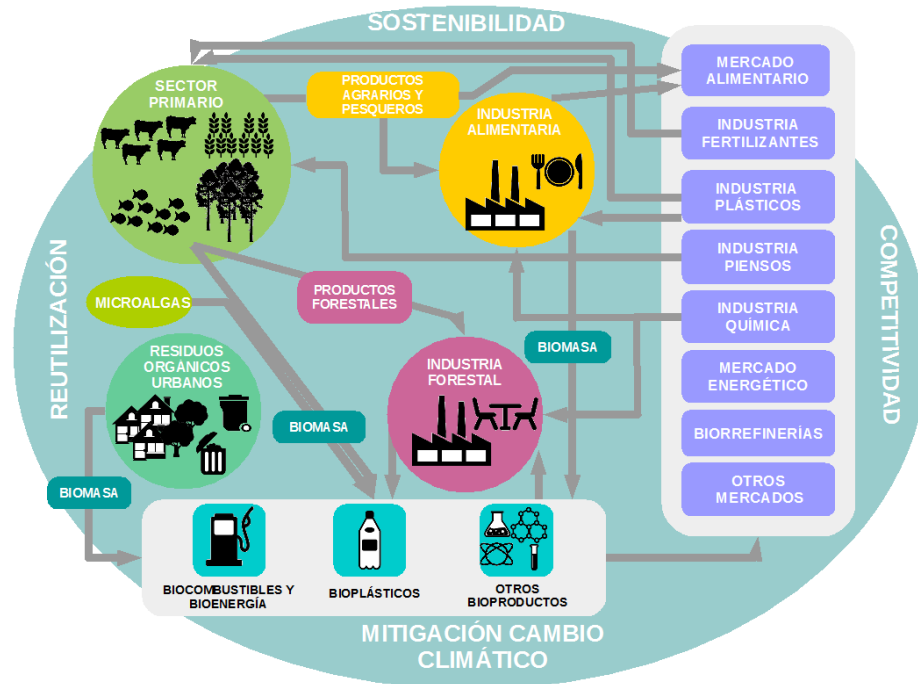 SOSTENIBILIDAD
SECTOR
PRIMARIO
PRODUCTOS
AGRARIOS Y
PESQUEROS
INDUSTRIA
ALIMENTARIA
MERCADO
ALIMENTARIO
INDUSTRIA
FERTILIZANTES
INDUSTRIA
PLÁSTICOS
INDUSTRIA
PIENSOS
INDUSTRIA
QUÍMICA
MERCADO
ENERGÉTICO
BIORREFINERÍAS
OTROS
MERCADOS
REUTILIZACIÓN
COMPETITIVIDAD
MICROALGAS
PRODUCTOS
FORESTALES
RESIDUOS
ORGÁNICOS
URBANOS
INDUSTRIA
FORESTAL
BIOMASA
BIOMASA
BIOMASA
BIOCOMBUSTIBLES Y
BIOENERGÍA
BIOPLÁSTICOS
OTROS
BIOPRODUCTOS
MITIGACIÓN CAMBIO
CLIMÁTICO